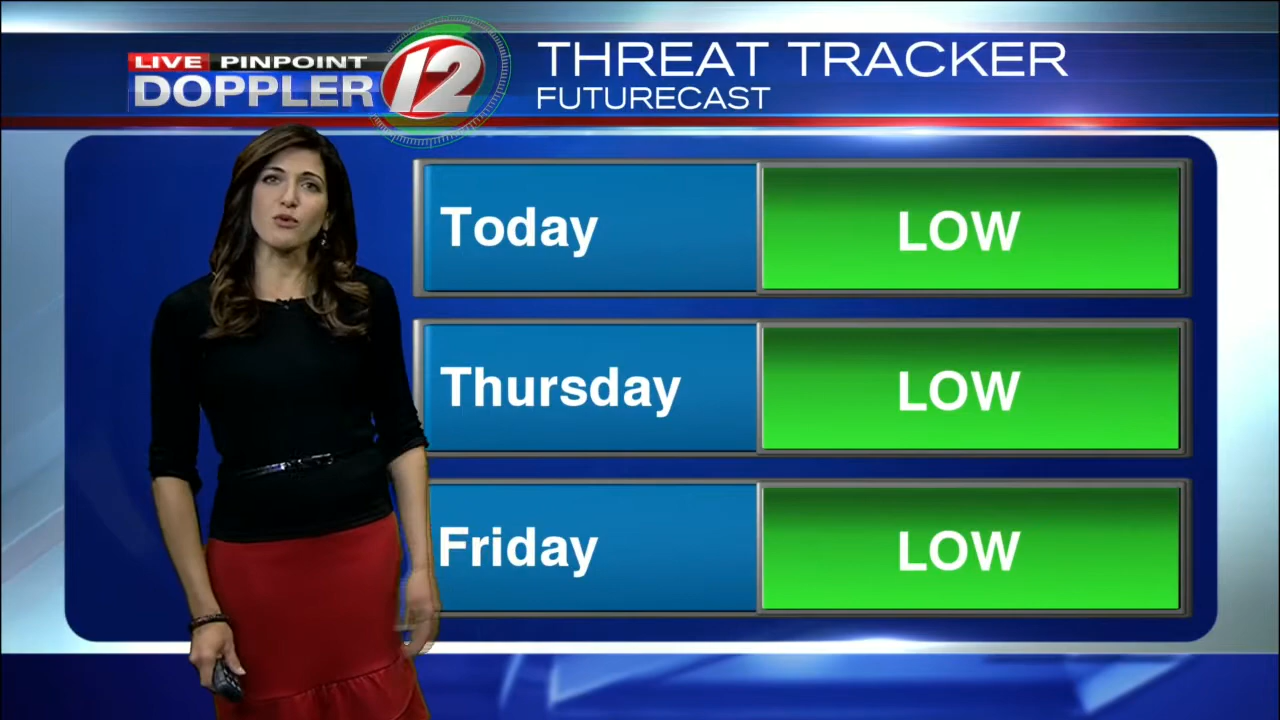 LIVE PINPOINT
DOPPLER 12
THREAT TRACKER
FUTURECAST
Today LOW
Thursday LOW
Friday LOW